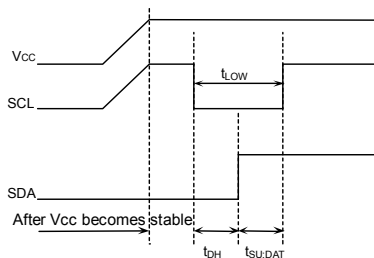 VCC
tLOW
SCL
SDA
After Vcc becomes stable
tDH
tSU;DAT